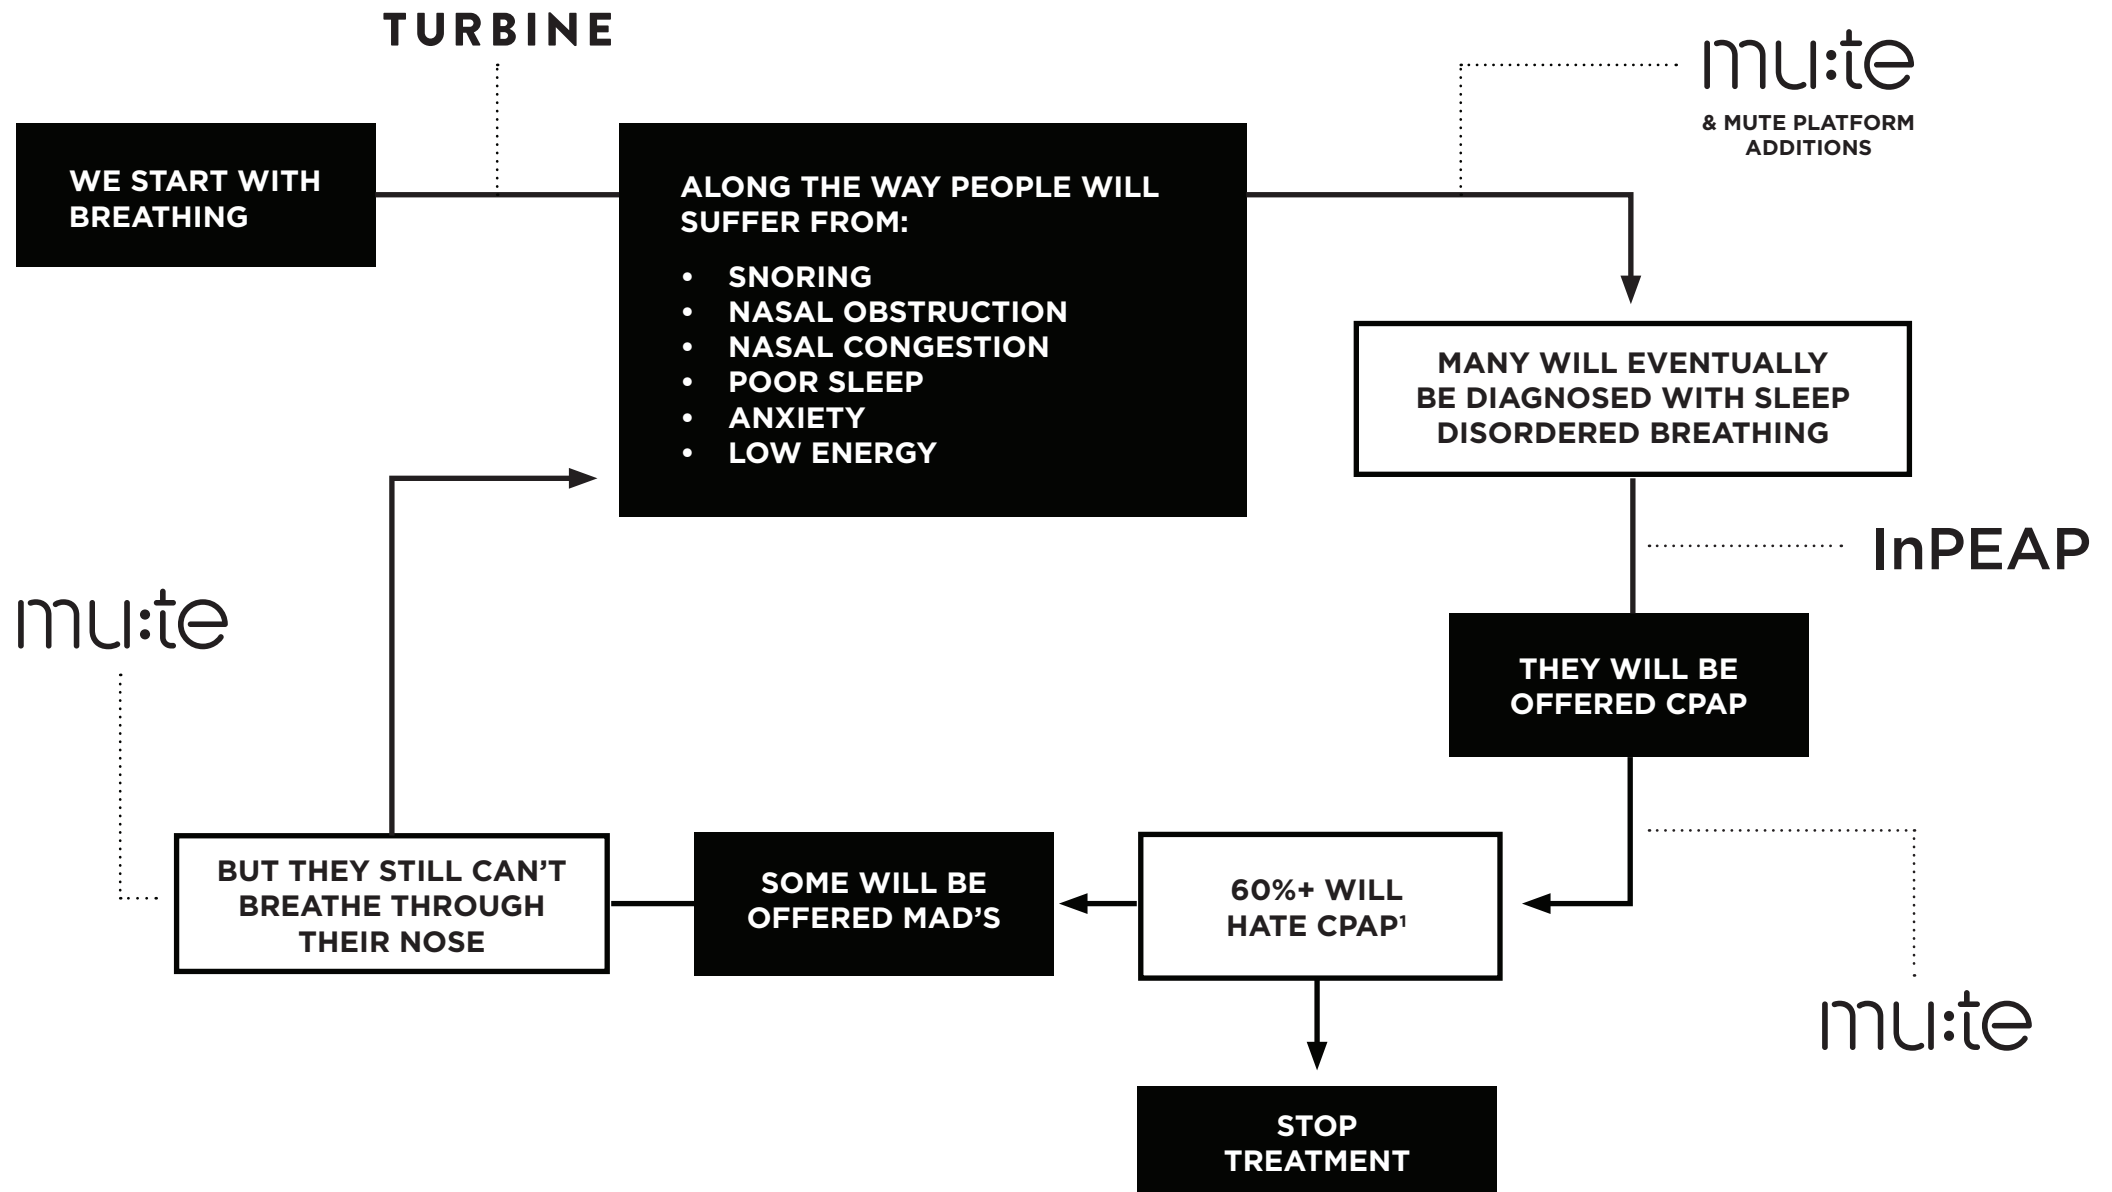 TURBINE
mu:te
& MUTE PLATFORM
ADDITIONS
WE START WITH
BREATHING
ALONG THE WAY PEOPLE WILL
SUFFER FROM:
• SNORING
• NASAL OBSTRUCTION
• NASAL CONGESTION
• POOR SLEEP
• ANXIETY
• LOW ENERGY
MANY WILL EVENTUALLY
BE DIAGNOSED WITH SLEEP
DISORDERED BREATHING
InPEAP
THEY WILL BE
OFFERED CPAP
mu:te
60%+ WILL
HATE CPAP¹
STOP
TREATMENT
SOME WILL BE
OFFERED MAD’S
BUT THEY STILL CAN’T
BREATHE THROUGH
THEIR NOSE
mu:te